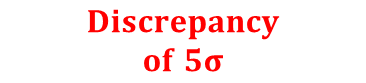 Discrepancy
of 5σ